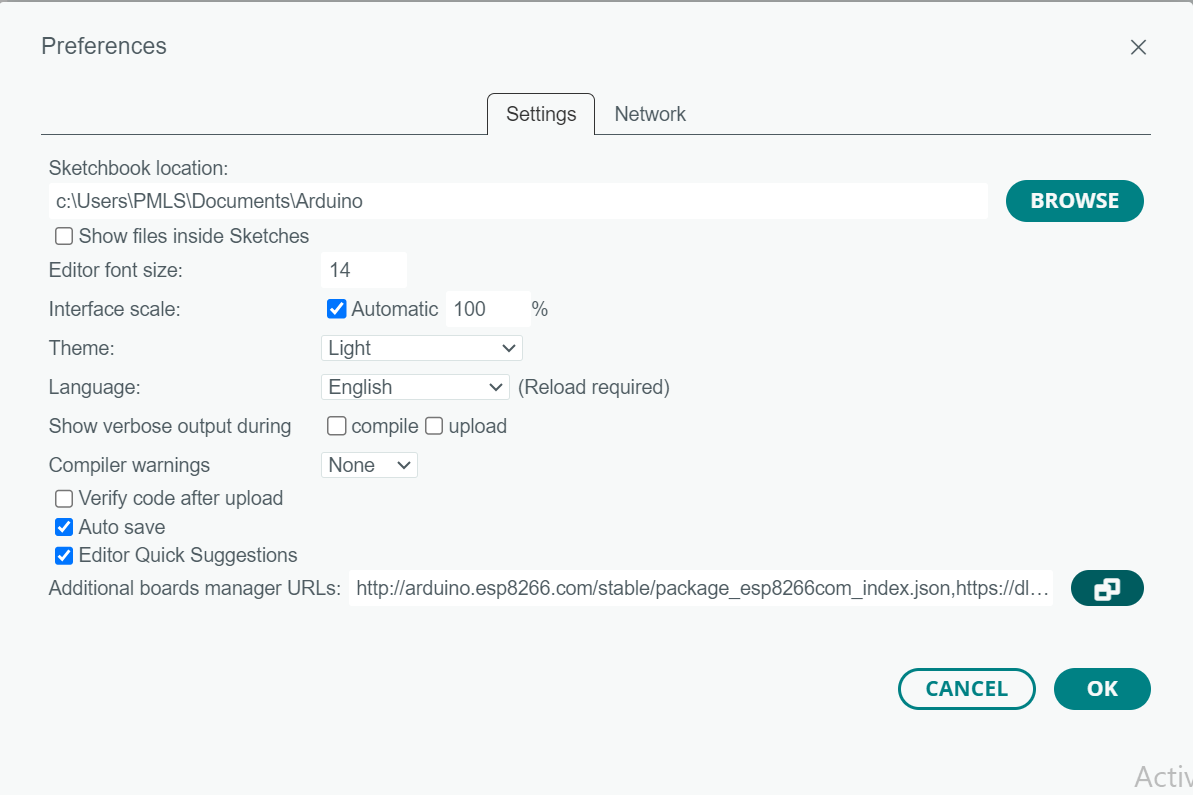 Preferences
Settings Network
Sketchbook location:
c:\Users\PMLS\Documents\Arduino BROWSE
Show files inside Sketches
Editor font size: 14
Interface scale: Automatic 100 %
Theme: Light
Language: English (Reload required)
Show verbose output during compile upload
Compiler warnings None
Verify code after upload
Auto save
Editor Quick Suggestions
Additional boards manager URLs: http://arduino.esp8266.com/stable/package_esp8266com_index.json,https://dl...
CANCEL OK
Activ